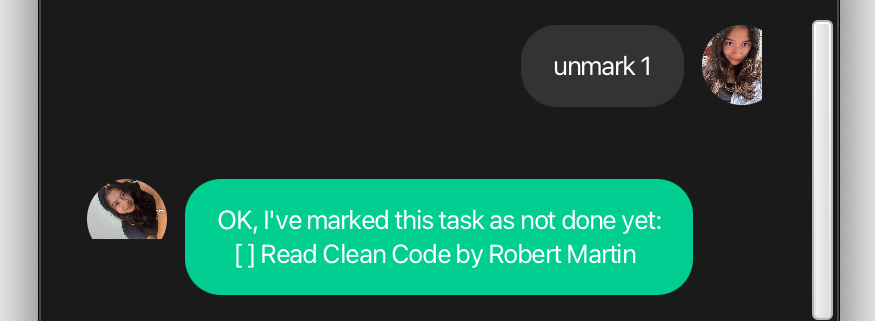 unmark 1
OK, I've marked this task as not done yet:
[ ] Read Clean Code by Robert Martin